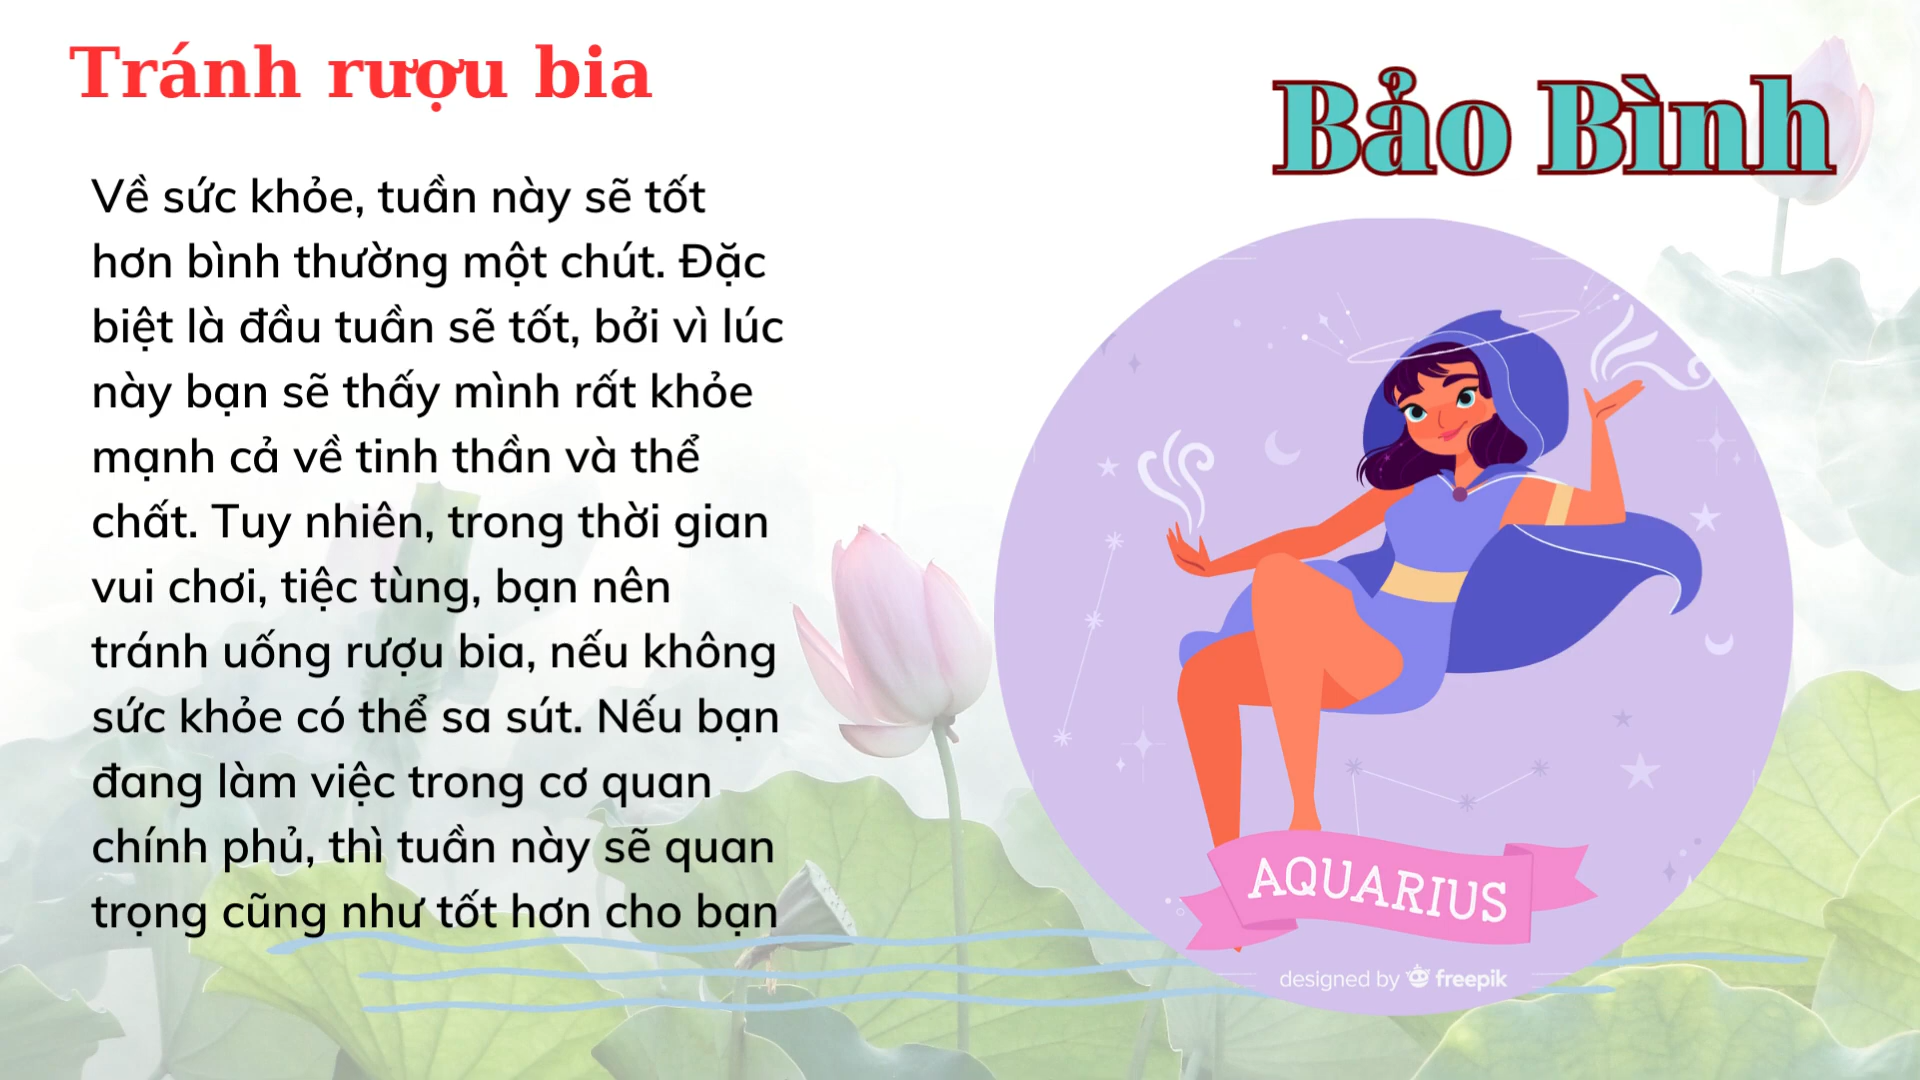 Tránh rượu bia
Bảo Bình
Về sức khỏe, tuần này sẽ tốt
hơn bình thường một chút. Đặc
biệt là đầu tuần sẽ tốt, bởi vì lúc
này bạn sẽ thấy mình rất khỏe
mạnh cả về tinh thần và thể
chất. Tuy nhiên, trong thời gian
vui chơi, tiệc tùng, bạn nên
tránh uống rượu bia, nếu không
sức khỏe có thể sa sút. Nếu bạn
đang làm việc trong cơ quan
chính phủ, thì tuần này sẽ quan
trọng cũng như tốt hơn cho bạn
AQUARIUS
designed by freepik